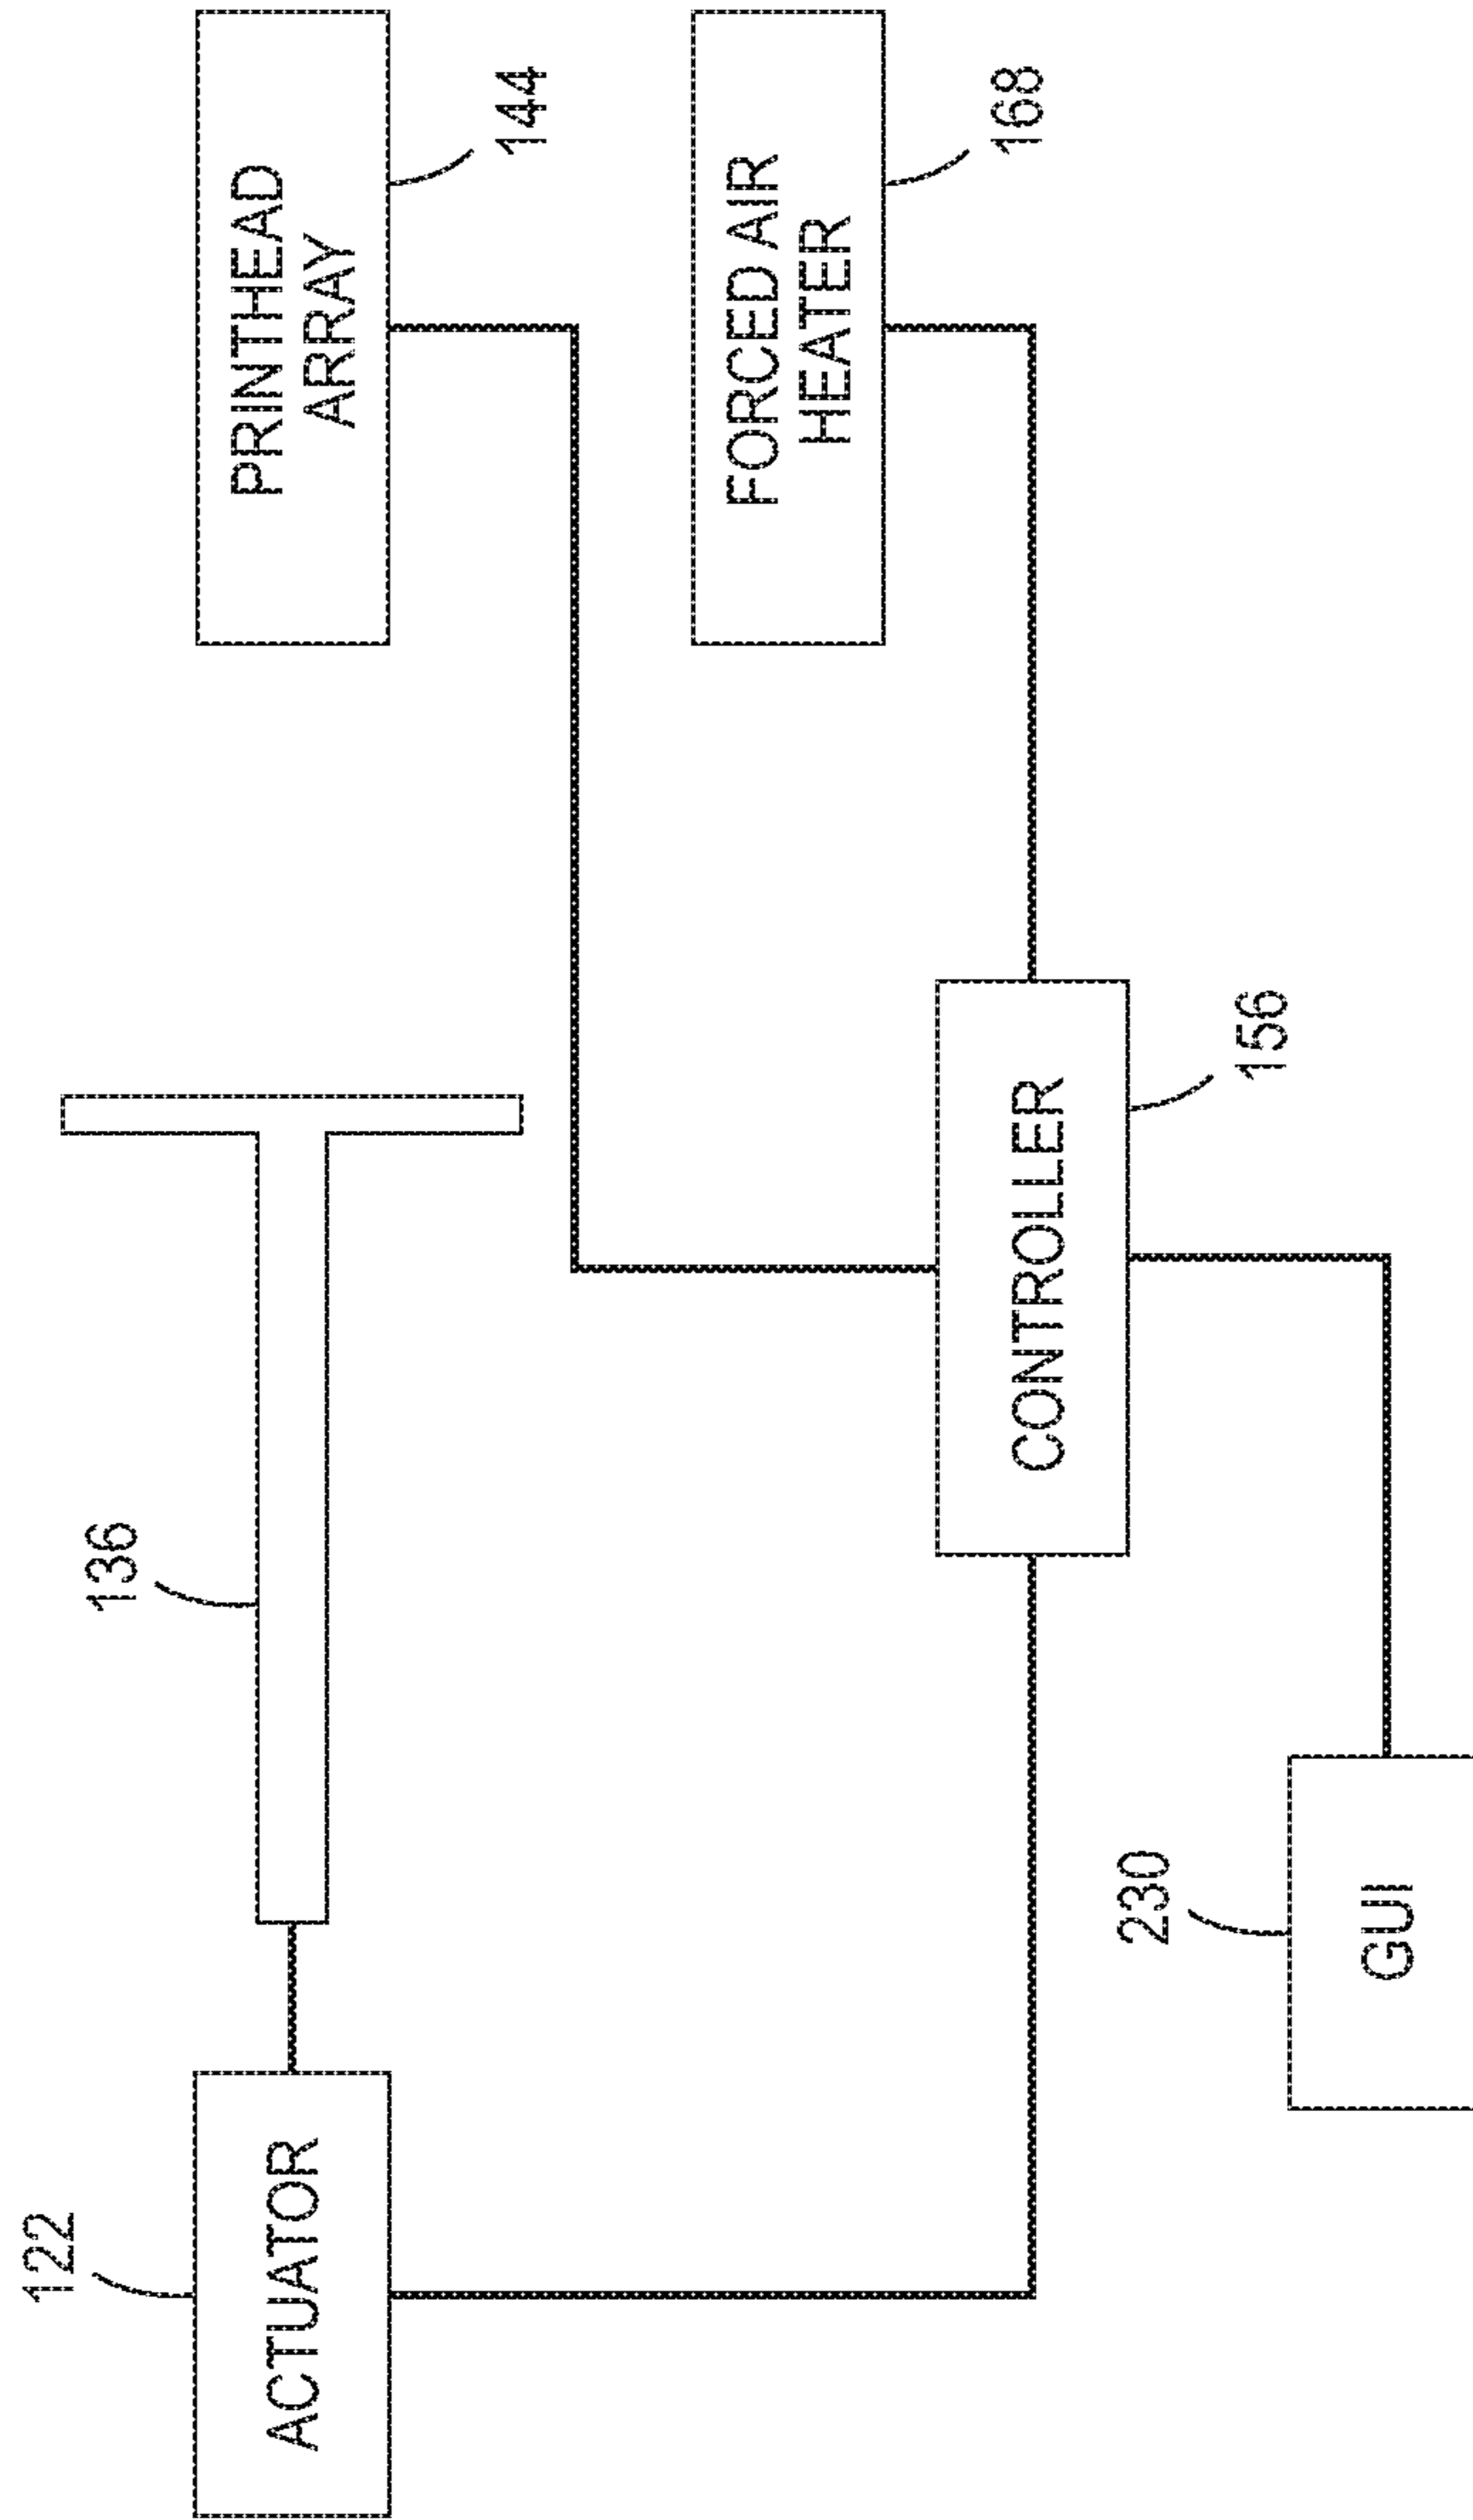 122
ACTUATOR
136
PRINTHEAD
ARRAY
144
FORCED AIR
HEATER
168
CONTROLLER
156
230
GUI